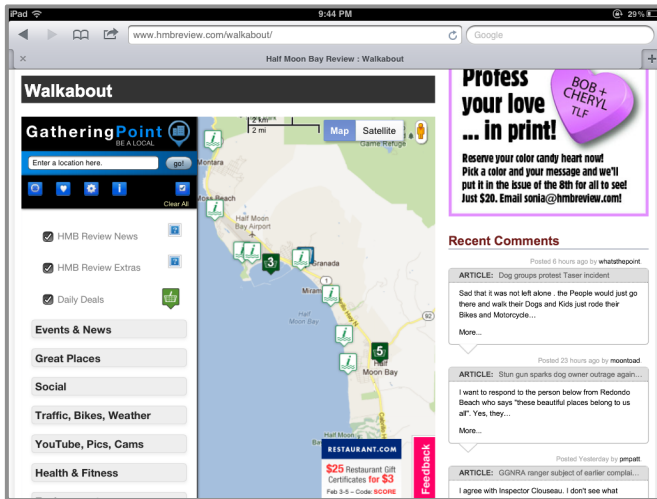 iPad
9:44 PM
29%
www.hmbreview.com/walkabout/
Google
Half Moon Bay Review : Walkabout
Walkabout
GatheringPoint
BE A LOCAL
Enter a location here.
go!
Clear All
HMB Review News
HMB Review Extras
Daily Deals
Events & News
Great Places
Social
Traffic, Bikes, Weather
YouTube, Pics, Cams
Health & Fitness
2 km
2 mi
Map
Satellite
Game Refuge
Montara
Moss Beach
Half Moon
Bay Airport
3
Granada
1
Miram
Half
Moon Bay
92
5
Half
Moon Bay
Half Moon
RESTAURANT.COM
$25 Restaurant Gift
Certificates for $3
Feb 3-5 – Code: SCORE
Feedback
Profess
your love
... in print!
BOB +
CHERYL
TLF
Reserve your color candy heart now!
Pick a color and your message and we'll
put it in the issue of the 8th for all to see!
Just $20. Email sonia@hmbreview.com!
Recent Comments
Posted 6 hours ago by whatsthepoint.
ARTICLE: Dog groups protest Taser incident
Sad that it was not left alone . the People would just go
there and walk their Dogs and Kids just rode their
Bikes and Motorcycle…
More...
Posted 23 hours ago by moontoad.
ARTICLE: Stun gun sparks dog owner outrage again…
I want to respond to the person below from Redondo
Beach who says "these beautiful places belong to us
all". Yes, they…
More...
Posted Yesterday by pmpatt.
ARTICLE: GGNRA ranger subject of earlier complai…
I agree with Inspector Clouseau. I don't see what